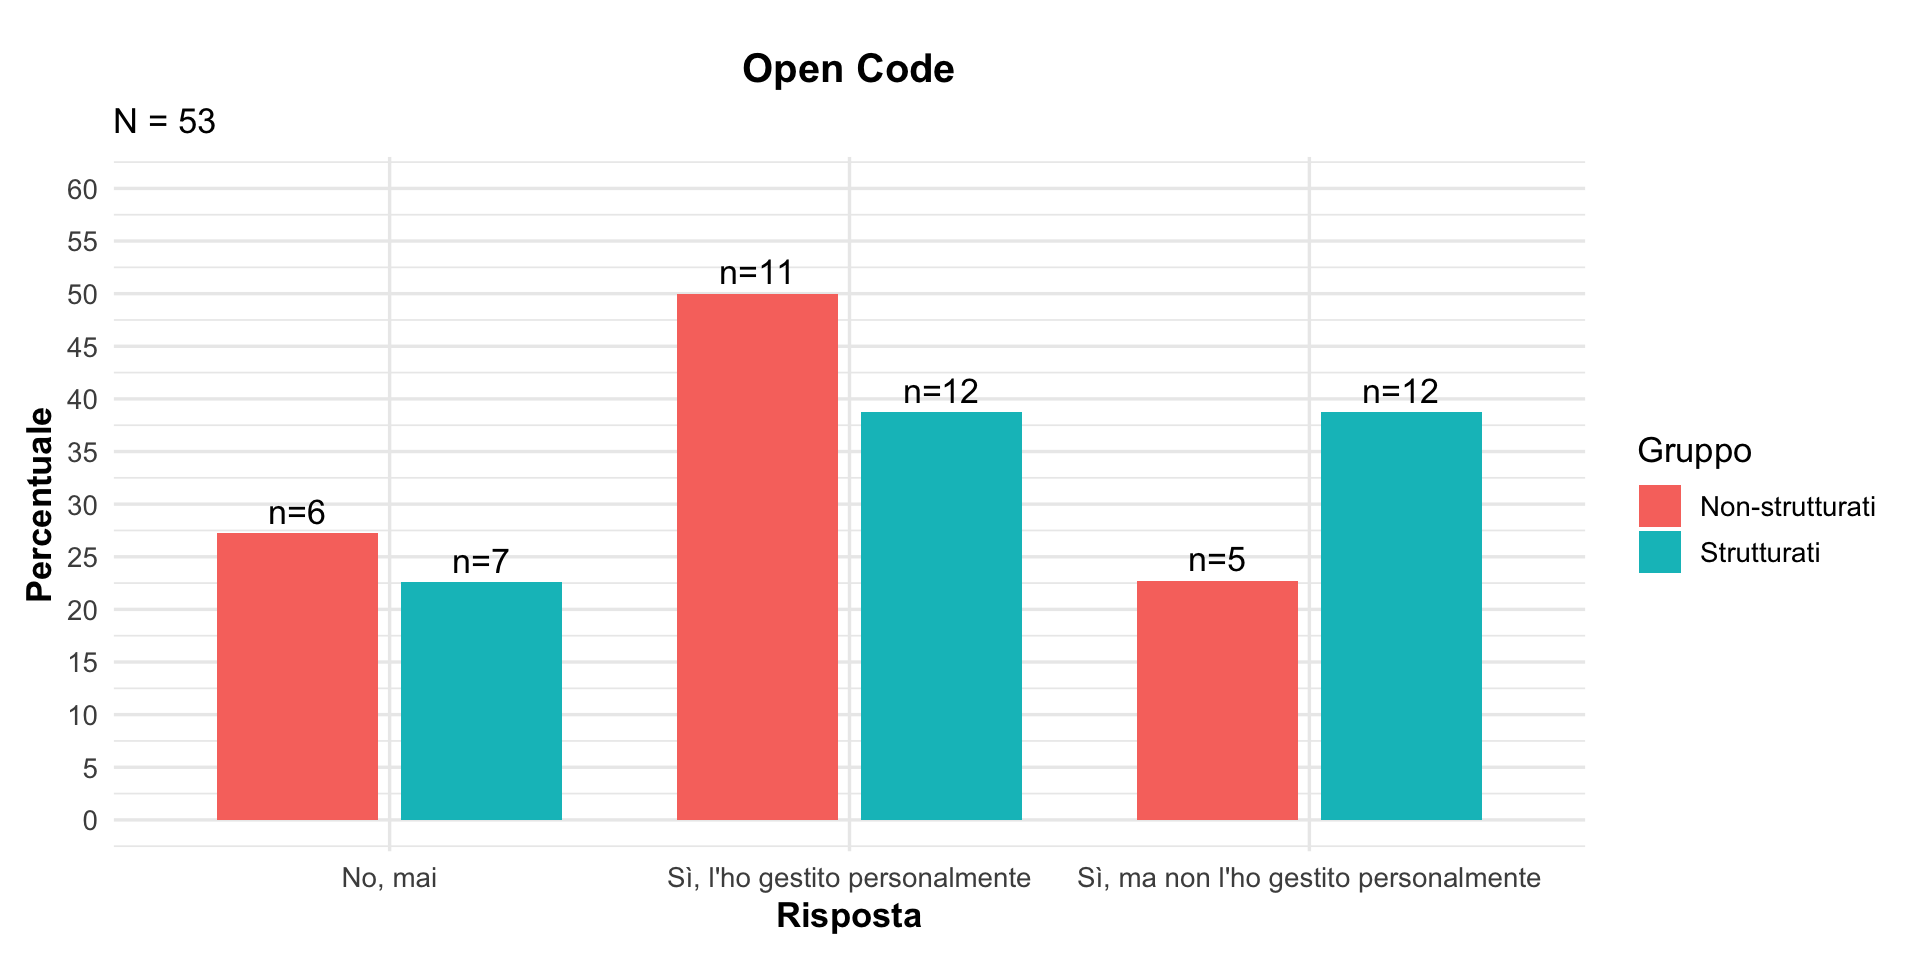 Open Code
N = 53
Percentuale
60
55
50
45
40
35
30
25
20
15
10
5
0
n=6
n=7
n=11
n=12
n=5
n=12
No, mai
Sì, l'ho gestito personalmente
Sì, ma non l'ho gestito personalmente
Risposta
Gruppo
Non-strutturati
Strutturati